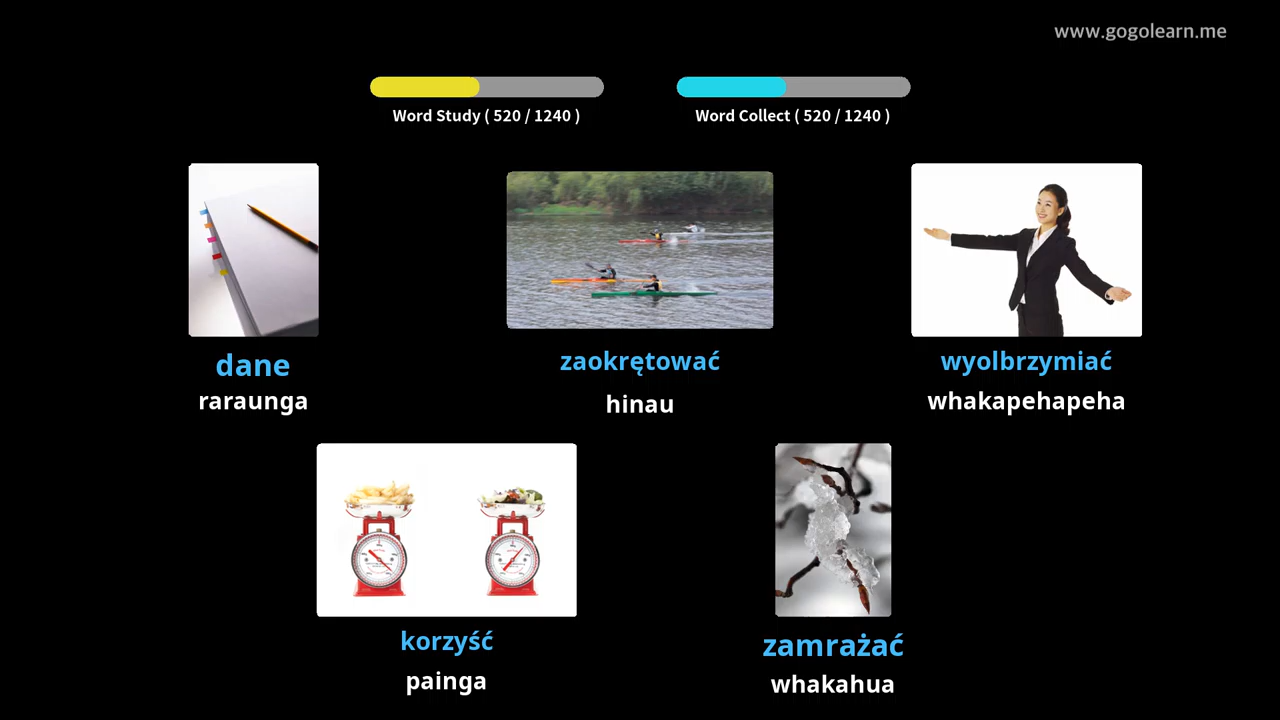 www.gogolearn.me
Word Study ( 520 / 1240 )
Word Collect ( 520 / 1240 )
dane
raraunga
zaokrętować
hinau
wyolbrzymiać
whakapehapeha
korzyść
painga
zamrażać
whakahua